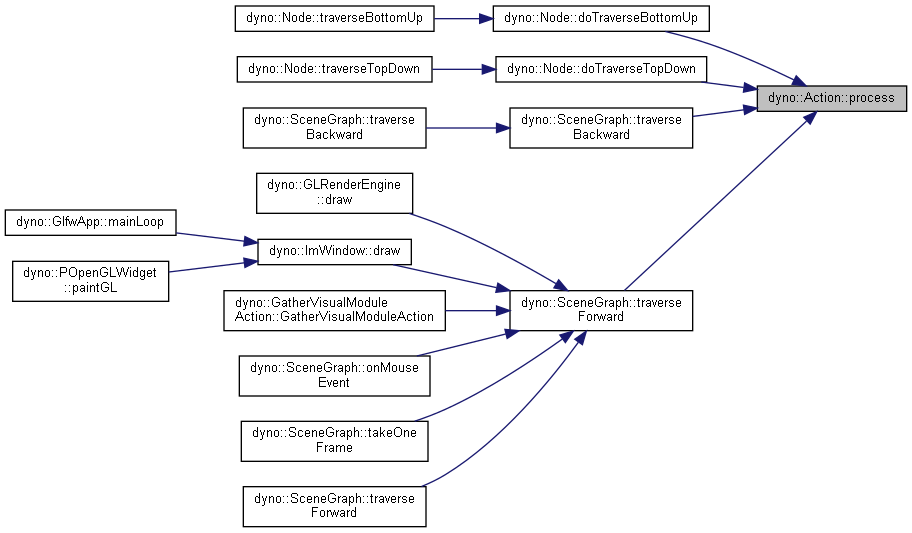 dyno::Node::traverseBottomUp
dyno::Node::doTraverseBottomUp
dyno::Node::traverseTopDown
dyno::Node::doTraverseTopDown
dyno::Action::process
dyno::SceneGraph::traverse
Backward
dyno::SceneGraph::traverse
Backward
dyno::GLRenderEngine
::draw
dyno::GlfwApp::mainLoop
dyno::ImWindow::draw
dyno::POpenGLWidget
::paintGL
dyno::GatherVisualModule
Action::GatherVisualModuleAction
dyno::SceneGraph::traverse
Forward
dyno::SceneGraph::onMouse
Event
dyno::SceneGraph::takeOne
Frame
dyno::SceneGraph::traverse
Forward